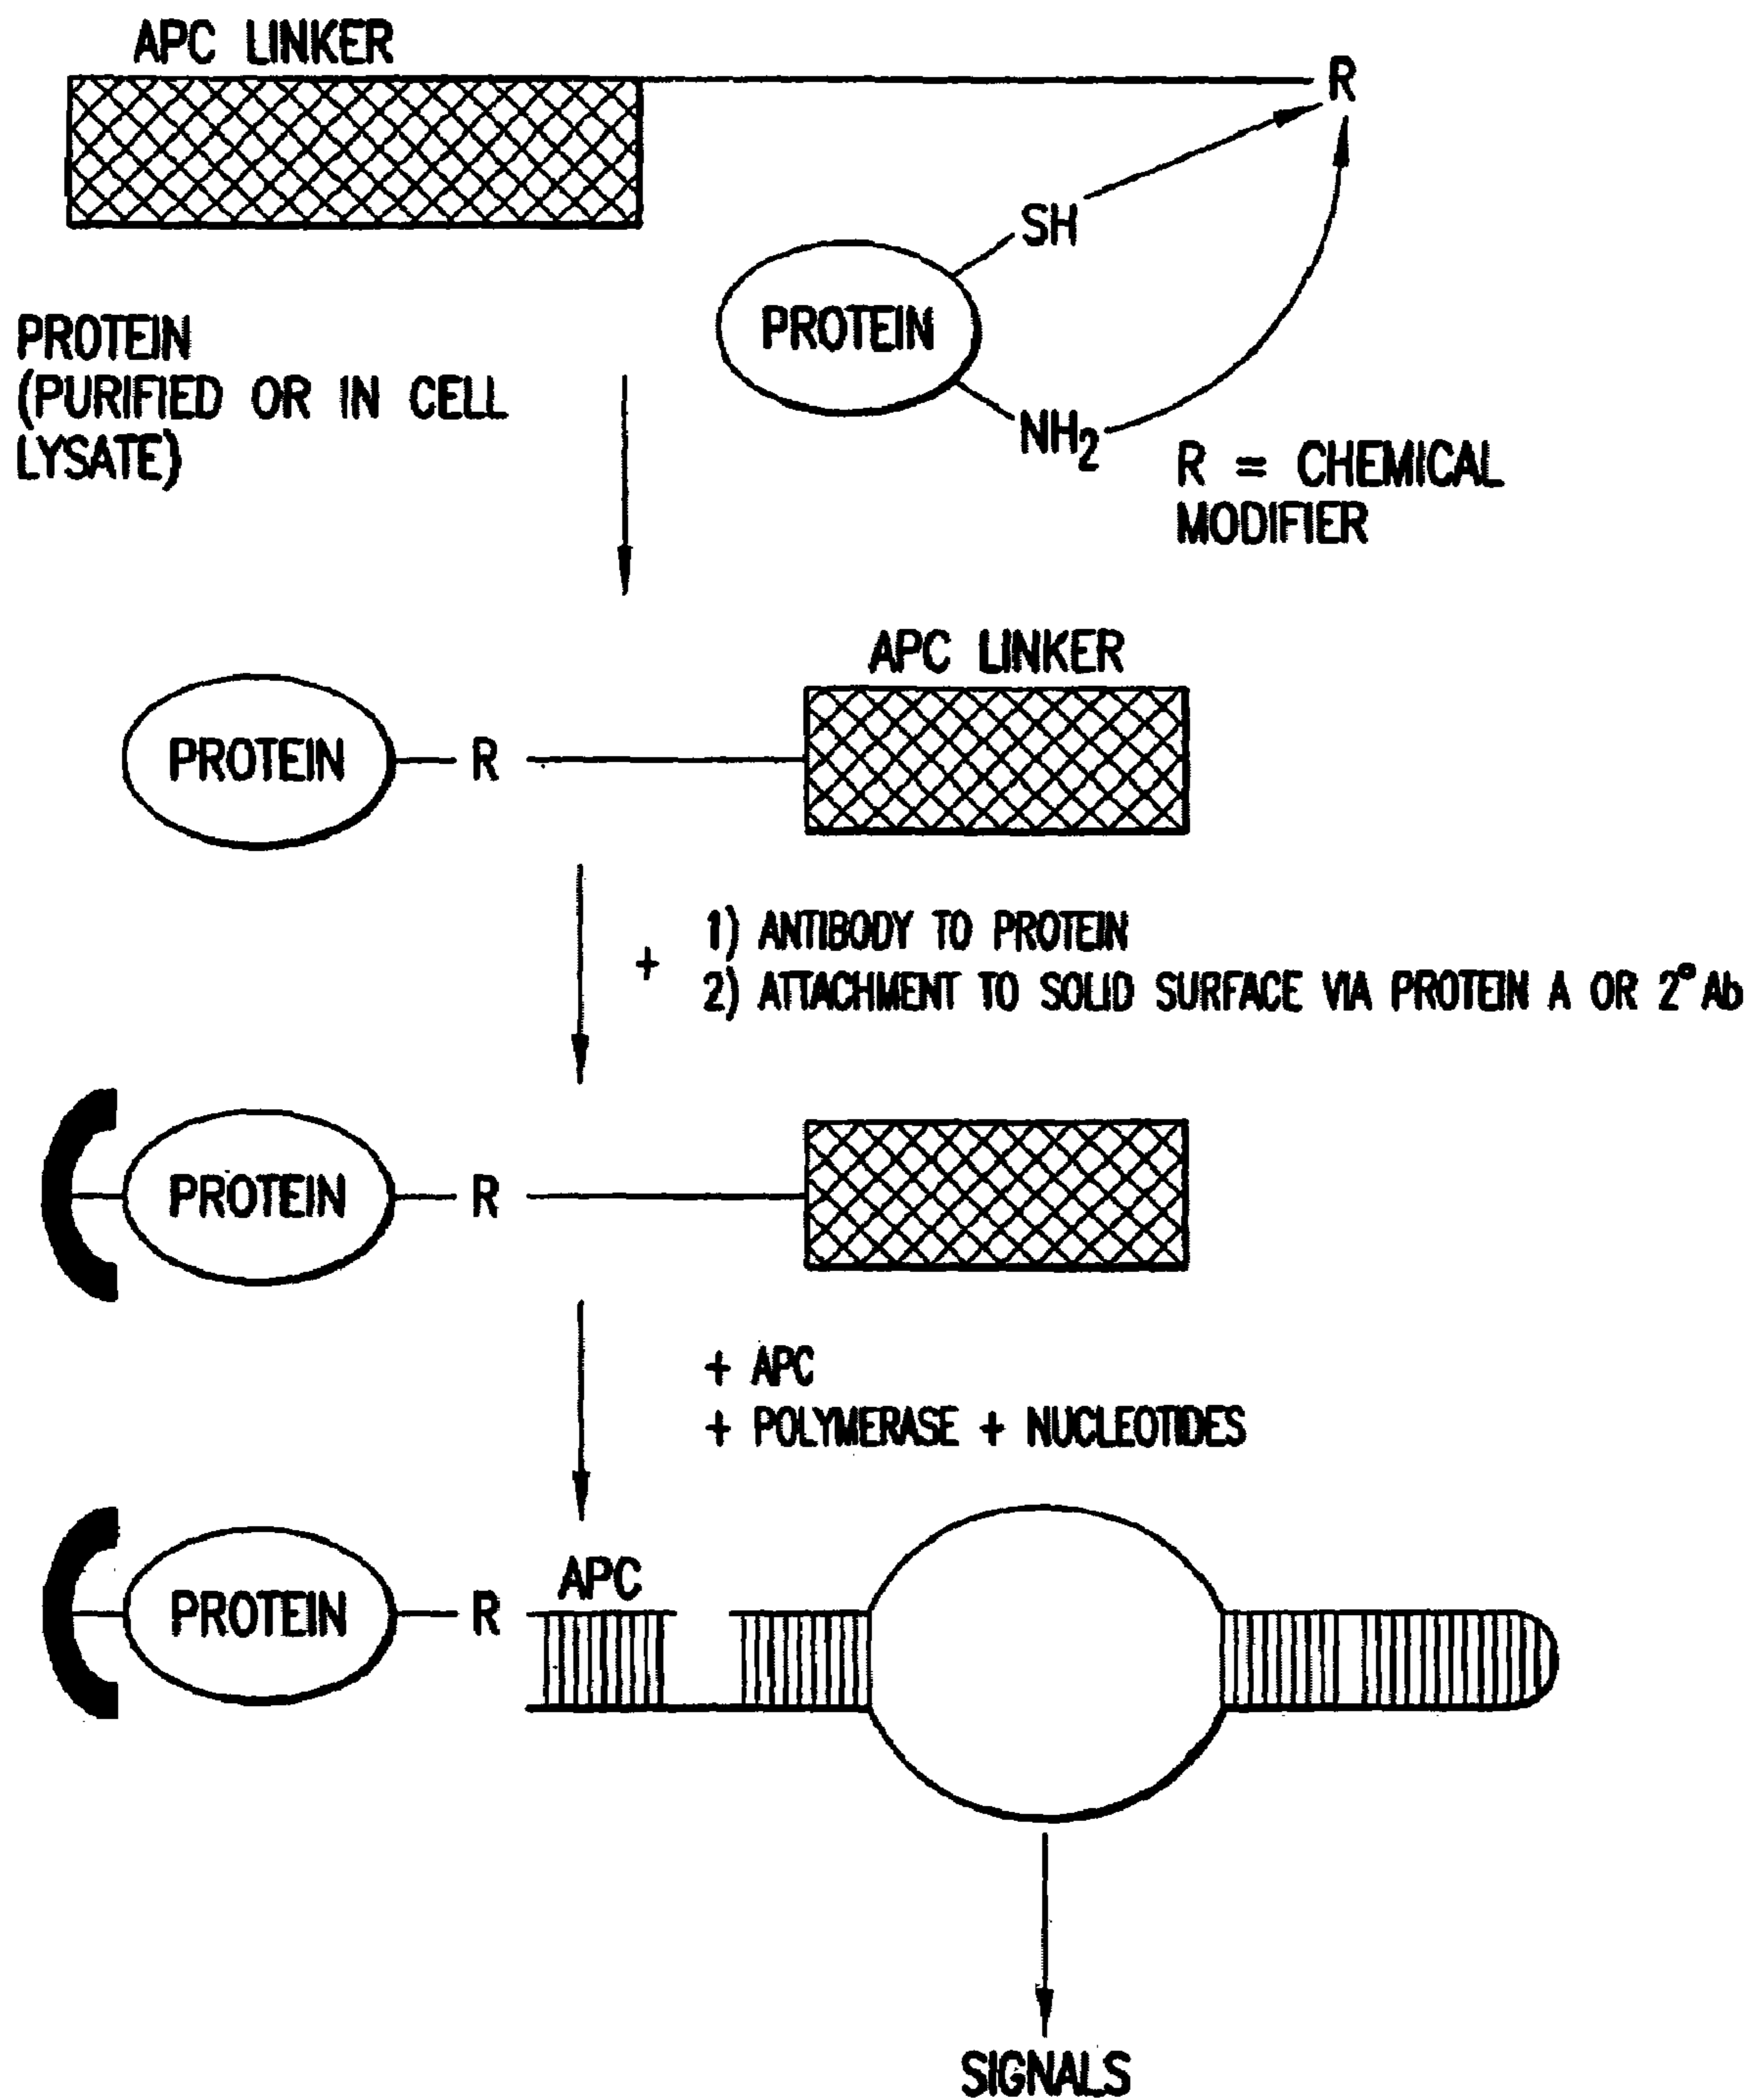 APC LINKER
R
SH
PROTEIN
NH2
PROTEIN
(PURIFIED OR IN CELL
LYSATE)
R = CHEMICAL
MODIFIER
APC LINKER
PROTEIN
R
+
1) ANTIBODY TO PROTEIN
2) ATTACHMENT TO SOLID SURFACE VIA PROTEIN A OR 2° Ab
PROTEIN
R
+ APC
+ POLYMERASE + NUCLEOTIDES
APC
PROTEIN
R
SIGNALS